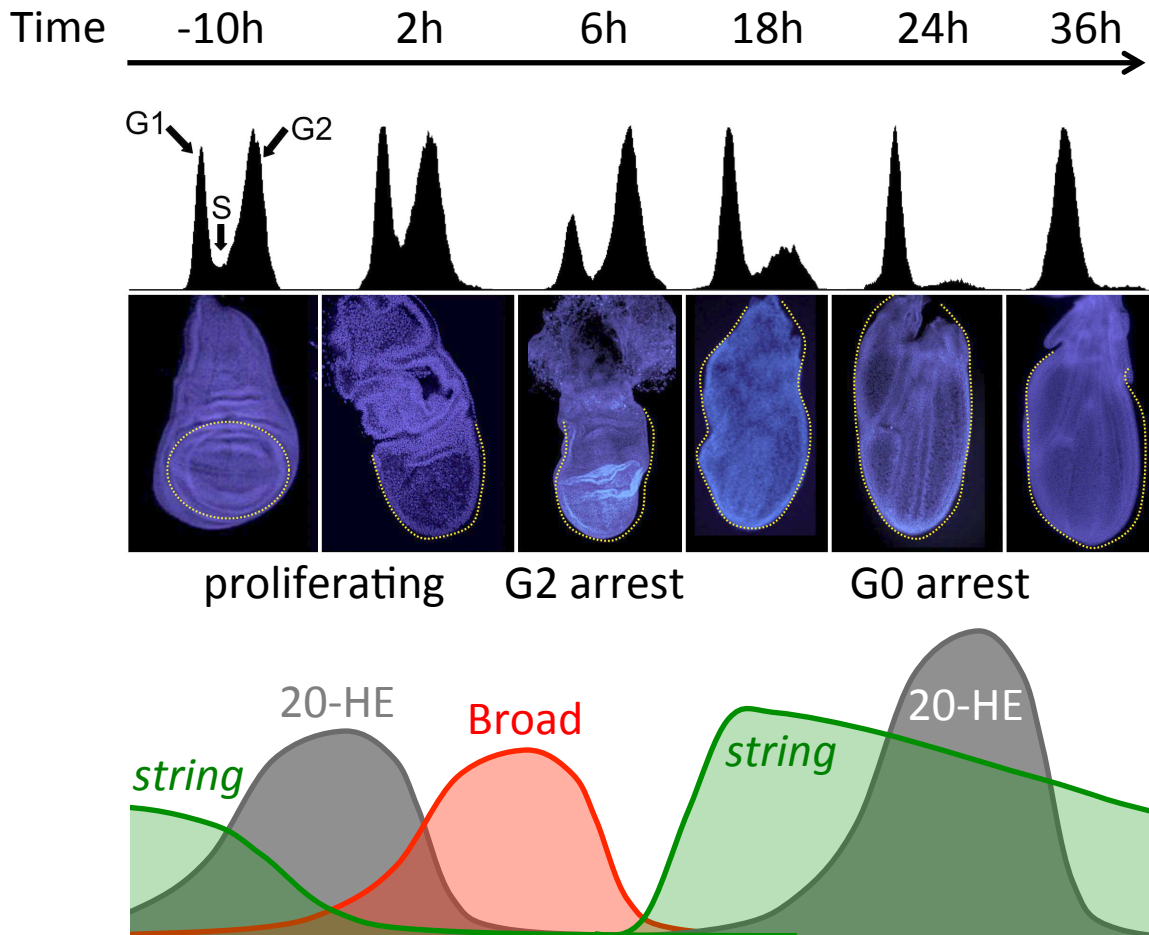 Time -10h 2h 6h 18h 24h 36h
G1 G2
S
proliferating G2 arrest G0 arrest
20-HE Broad 20-HE
string string